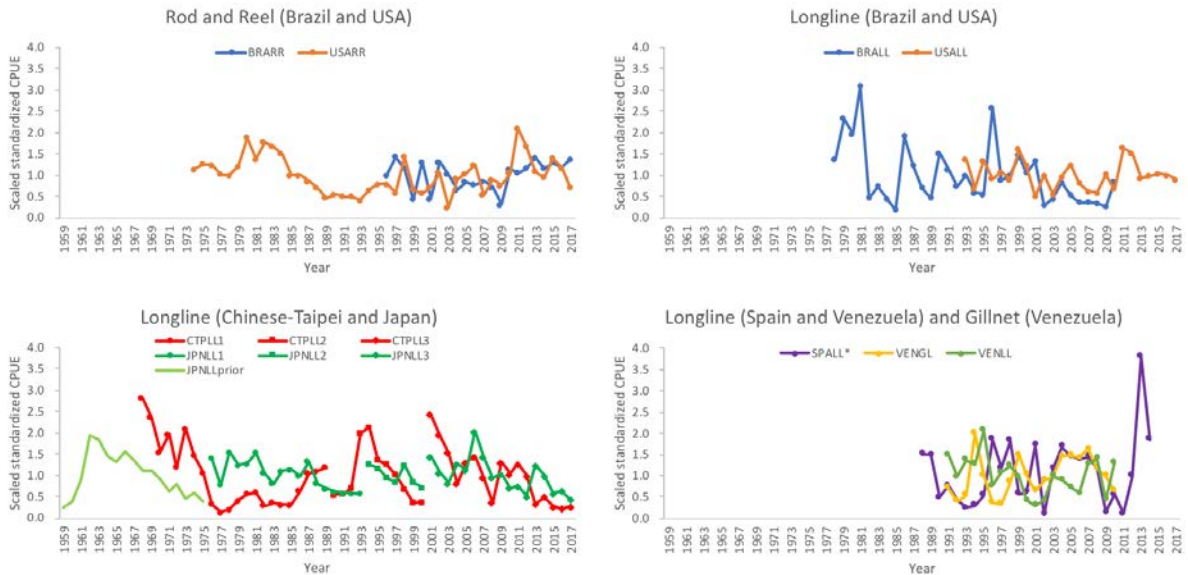 Rod and Reel (Brazil and USA)
BRARR USARR
Scaled standardized CPUE
4.0
3.5
3.0
2.5
2.0
1.5
1.0
0.5
0.0
1959 1961 1963 1965 1967 1969 1971 1973 1975 1977 1979 1981 1983 1985 1987 1989 1991 1993 1995 1997 1999 2001 2003 2005 2007 2009 2011 2013 2015 2017
Year
Longline (Brazil and USA)
BRALL USALL
Scaled standardized CPUE
4.0
3.5
3.0
2.5
2.0
1.5
1.0
0.5
0.0
1959 1961 1963 1965 1967 1969 1971 1973 1975 1977 1979 1981 1983 1985 1987 1989 1991 1993 1995 1997 1999 2001 2003 2005 2007 2009 2011 2013 2015 2017
Year
Longline (Chinese-Taipei and Japan)
CTPLL1 CTPLL2 CTPLL3
JPNLL1 JPNLL2 JPNLL3
JPNLLprior
Scaled standardized CPUE
4.0
3.5
3.0
2.5
2.0
1.5
1.0
0.5
0.0
1959 1961 1963 1965 1967 1969 1971 1973 1975 1977 1979 1981 1983 1985 1987 1989 1991 1993 1995 1997 1999 2001 2003 2005 2007 2009 2011 2013 2015 2017
Year
Longline (Spain and Venezuela) and Gillnet (Venezuela)
SPALL* VENGL VENLL
Scaled standardized CPUE
4.0
3.5
3.0
2.5
2.0
1.5
1.0
0.5
0.0
1959 1961 1963 1965 1967 1969 1971 1973 1975 1977 1979 1981 1983 1985 1987 1989 1991 1993 1995 1997 1999 2001 2003 2005 2007 2009 2011 2013 2015 2017
Year